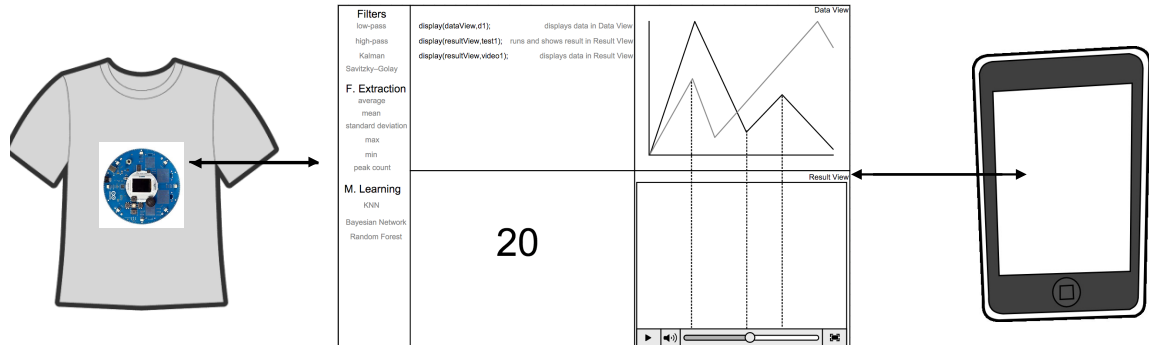 Filters
low-pass
high-pass
Kalman
Savitzky–Golay
F. Extraction
average
mean
standard deviation
max
min
peak count
M. Learning
KNN
Bayesian Network
Random Forest
display(dataView,d1); displays data in Data View
display(resultView,test1); runs and shows result in Result View
display(resultView,video1); displays data in Result View
20
Data View
Result View